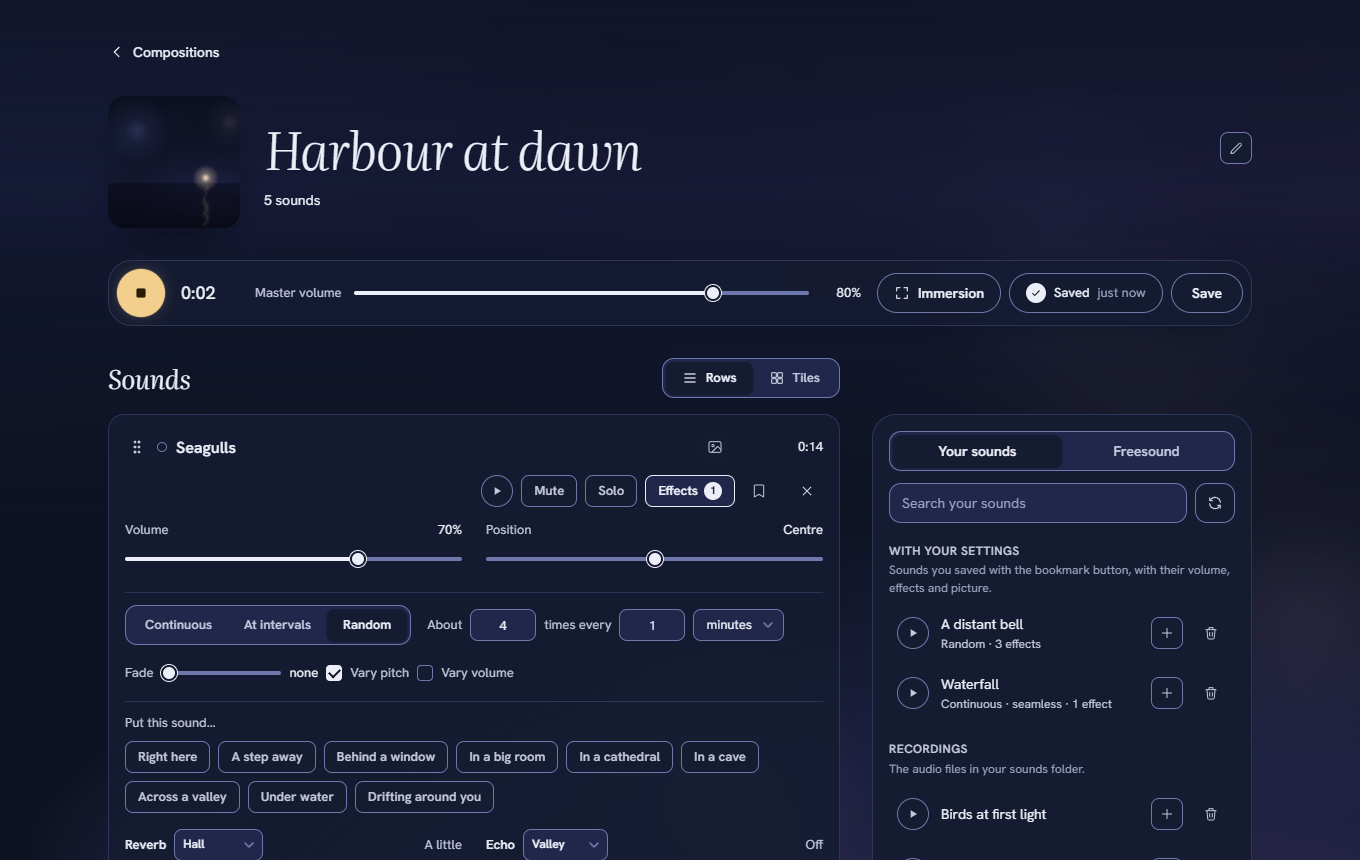 Compositions
Harbour at dawn
5 sounds
0:02 Master volume 80% Immersion Saved just now Save
Sounds Rows Tiles
Seagulls 0:14
Mute Solo Effects 1
Volume 70% Position Centre
Continuous At intervals Random About 4 times every 1 minutes
Fade none Vary pitch Vary volume
Put this sound...
Right here A step away Behind a window In a big room In a cathedral In a cave
Across a valley Under water Drifting around you
Reverb Hall A little Echo Valley Off
Your sounds Freesound
Search your sounds
WITH YOUR SETTINGS
Sounds you saved with the bookmark button, with their volume,
effects and picture.
A distant bell
Random · 3 effects
Waterfall
Continuous · seamless · 1 effect
RECORDINGS
The audio files in your sounds folder.
Birds at first light